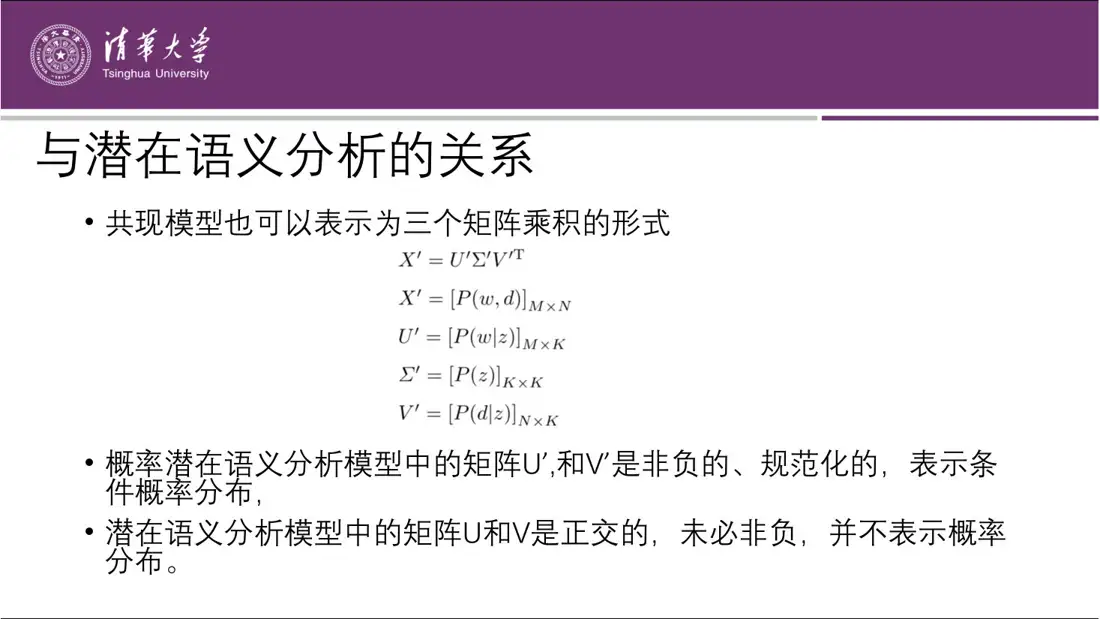 清华大学
Tsinghua University
与潜在语义分析的关系
• 共现模型也可以表示为三个矩阵乘积的形式
X′ = U′Σ′V′ᵀ
X′ = [P(w, d)]_{M×N}
U′ = [P(w|z)]_{M×K}
Σ′ = [P(z)]_{K×K}
V′ = [P(d|z)]_{N×K}
• 概率潜在语义分析模型中的矩阵U′,和V′是非负的、规范化的，表示条
件概率分布，
• 潜在语义分析模型中的矩阵U和V是正交的，未必非负，并不表示概率
分布。